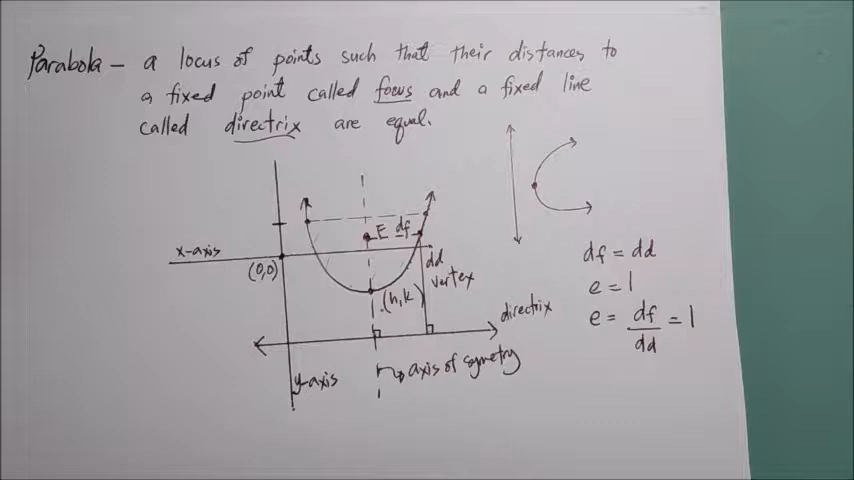 Parabola - a locus of points such that their distances to
a fixed point called focus and a fixed line
called directrix are equal.
x-axis
(0,0)
F df
dd
vertex
(h,k)
directrix
y-axis
axis of symetry
df = dd
e = 1
e = df/dd = 1